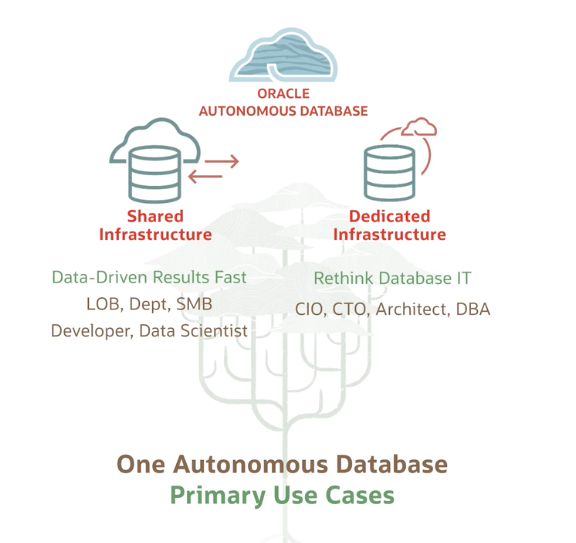 ORACLE
AUTONOMOUS DATABASE
Shared
Infrastructure
Data-Driven Results Fast
LOB, Dept, SMB
Developer, Data Scientist
Dedicated
Infrastructure
Rethink Database IT
CIO, CTO, Architect, DBA
One Autonomous Database
Primary Use Cases